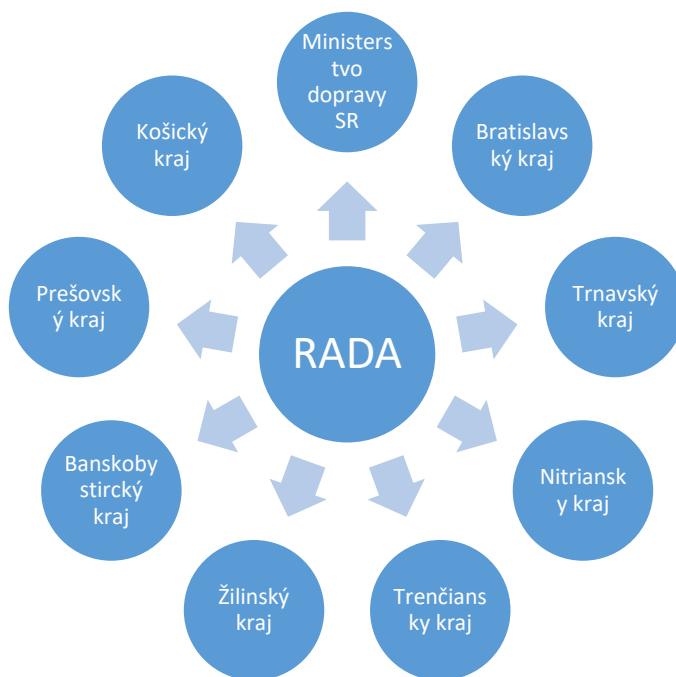 Ministers
tvo
dopravy
SR
Bratislavs
ký kraj
Trnavský
kraj
Nitriansk
y kraj
Trenčians
ky kraj
Žilinský
kraj
Banskoby
stircký
kraj
Prešovsk
ý kraj
Košický
kraj
RADA